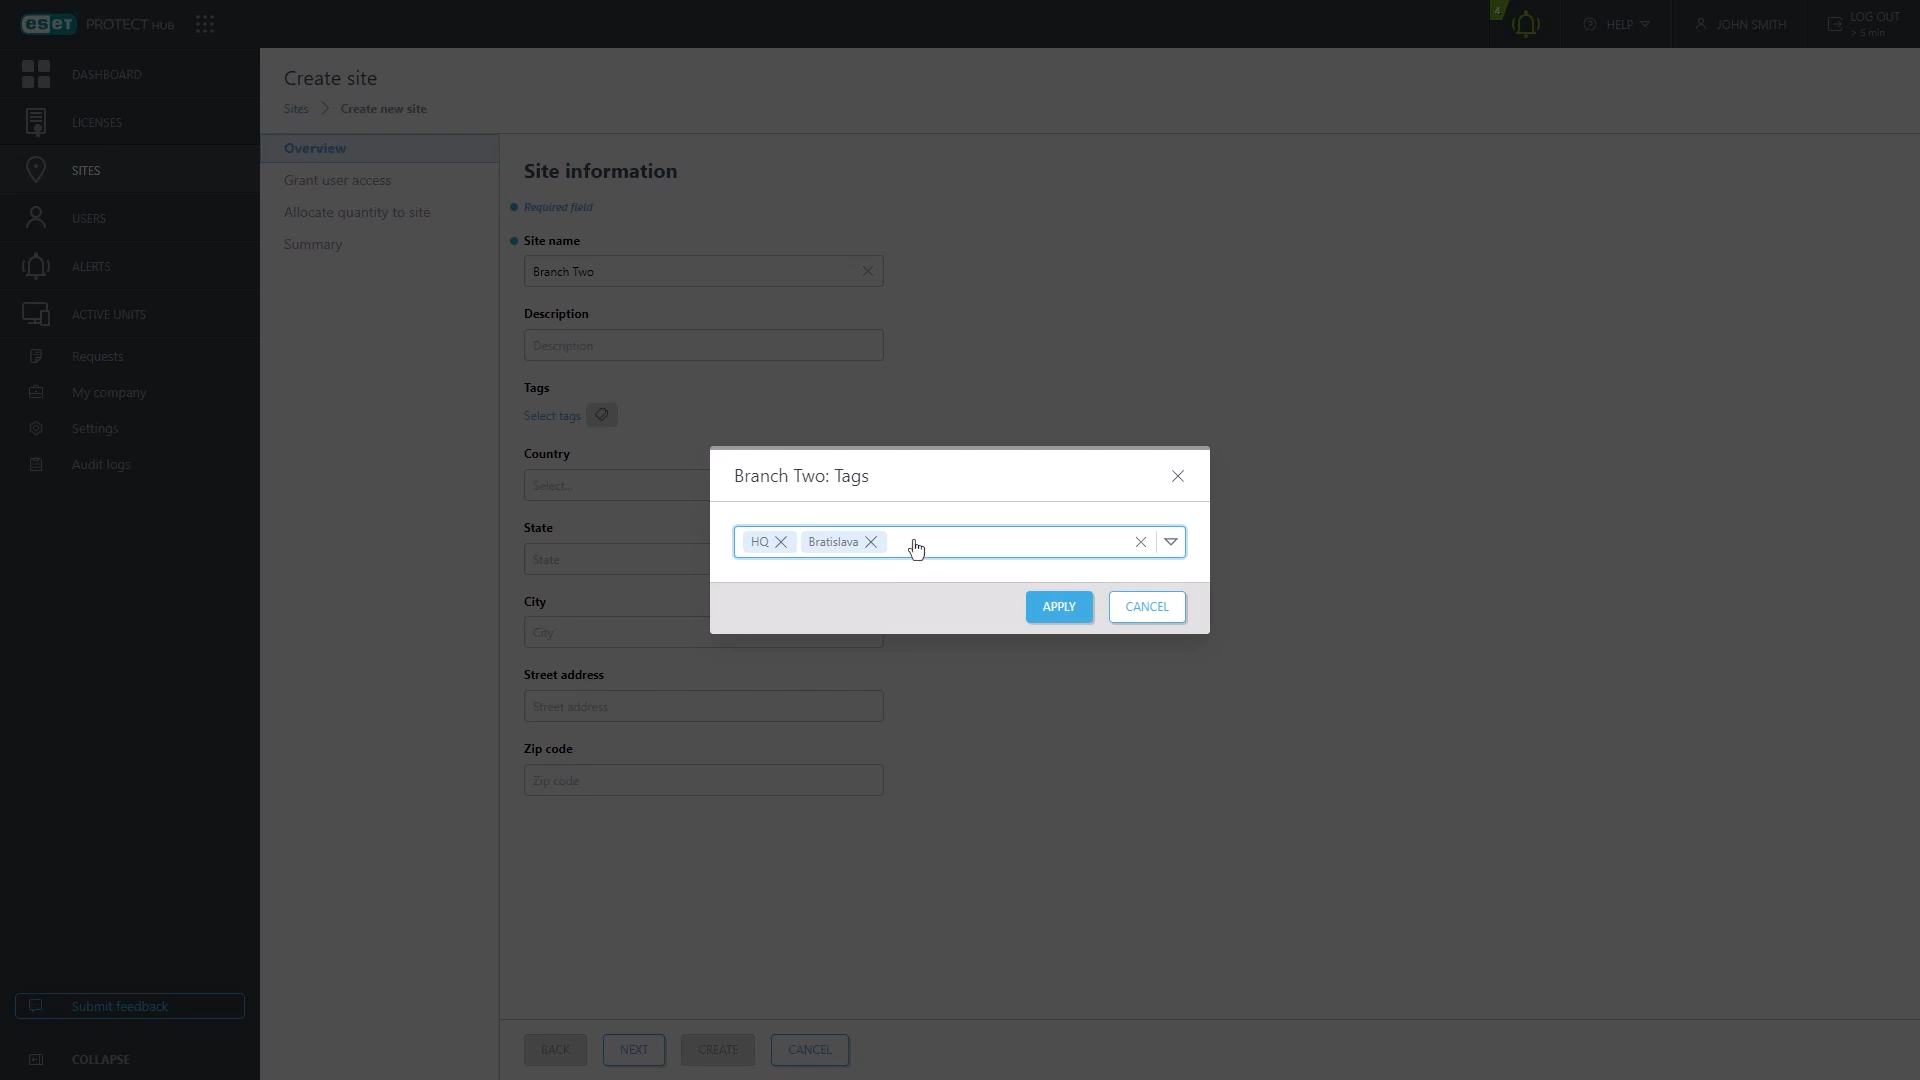 eset PROTECT HUB
4
HELP
JOHN SMITH
LOG OUT
> 5 min
DASHBOARD
LICENSES
SITES
USERS
ALERTS
ACTIVE UNITS
Requests
My company
Settings
Audit logs
Submit feedback
COLLAPSE
Create site
Sites
Create new site
Overview
Grant user access
Allocate quantity to site
Summary
Site information
Required field
Site name
Branch Two
Description
Description
Tags
Select tags
Country
Select...
State
State
City
City
Street address
Street address
Zip code
Zip code
Branch Two: Tags
HQ
Bratislava
APPLY
CANCEL
BACK
NEXT
CREATE
CANCEL